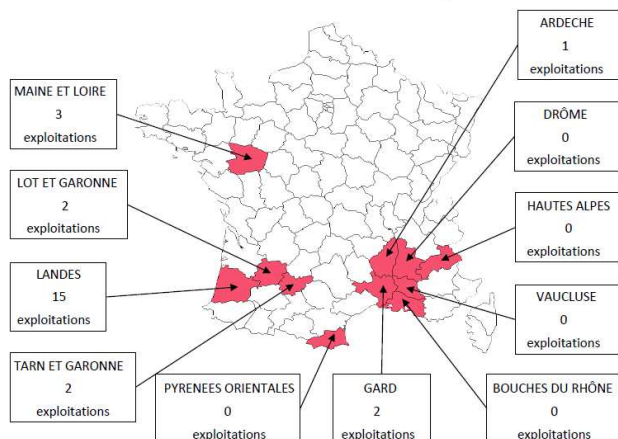 ARDECHE
1
exploitations
MAINE ET LOIRE
3
exploitations
DRÔME
0
exploitations
LOT ET GARONNE
2
exploitations
HAUTES ALPES
0
exploitations
LANDES
15
exploitations
VAUCLUSE
0
exploitations
TARN ET GARONNE
2
exploitations
PYRENEES ORIENTALES
0
exploitations
GARD
2
exploitations
BOUCHES DU RHÔNE
0
exploitations